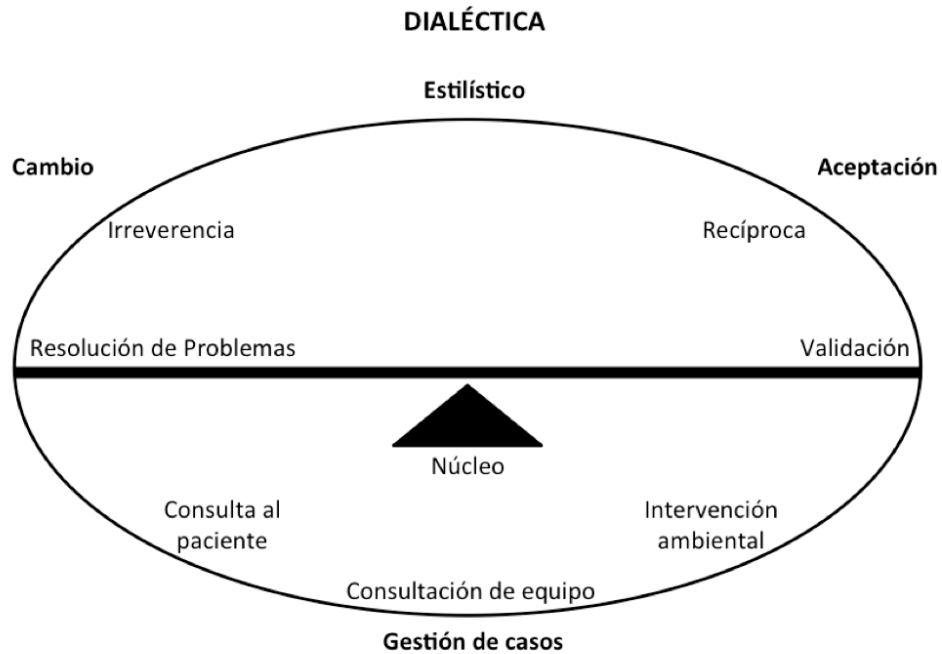 DIALÉCTICA
Estilístico
Cambio
Aceptación
Irreverencia
Recíproca
Resolución de Problemas
Validación
Núcleo
Consulta al
paciente
Intervención
ambiental
Consultación de equipo
Gestión de casos